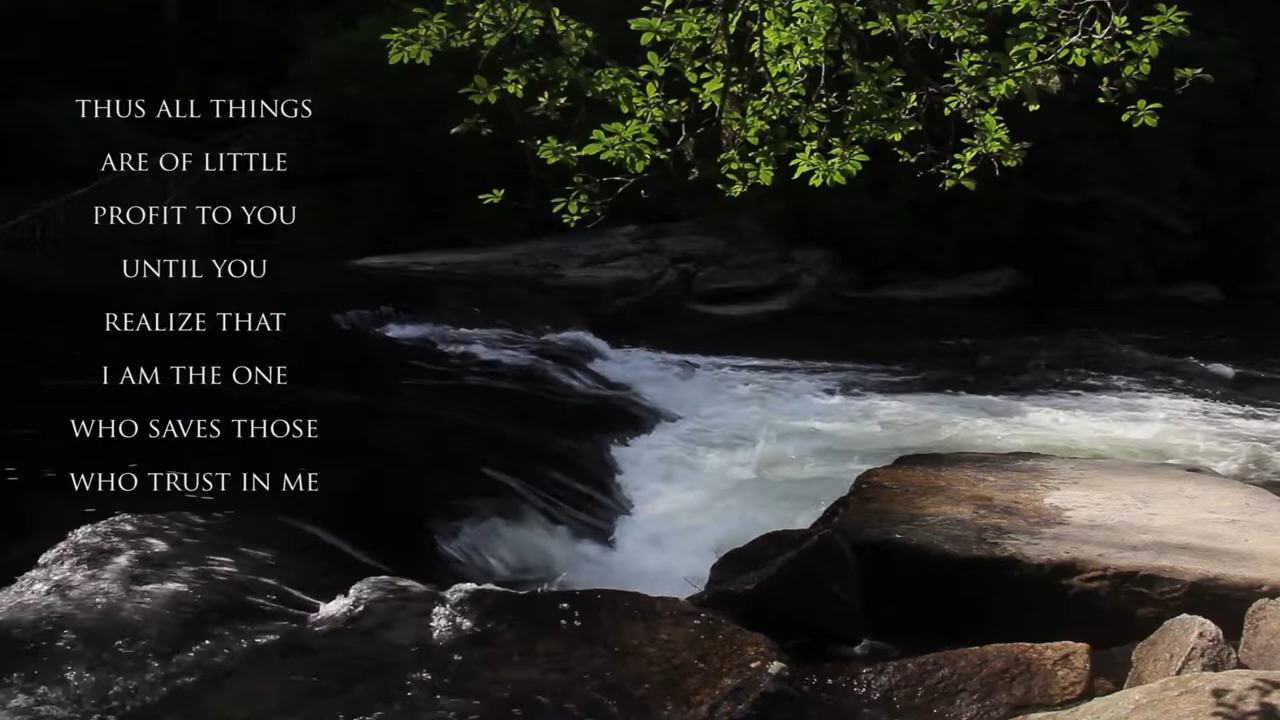 THUS ALL THINGS
ARE OF LITTLE
PROFIT TO YOU
UNTIL YOU
REALIZE THAT
I AM THE ONE
WHO SAVES THOSE
WHO TRUST IN ME